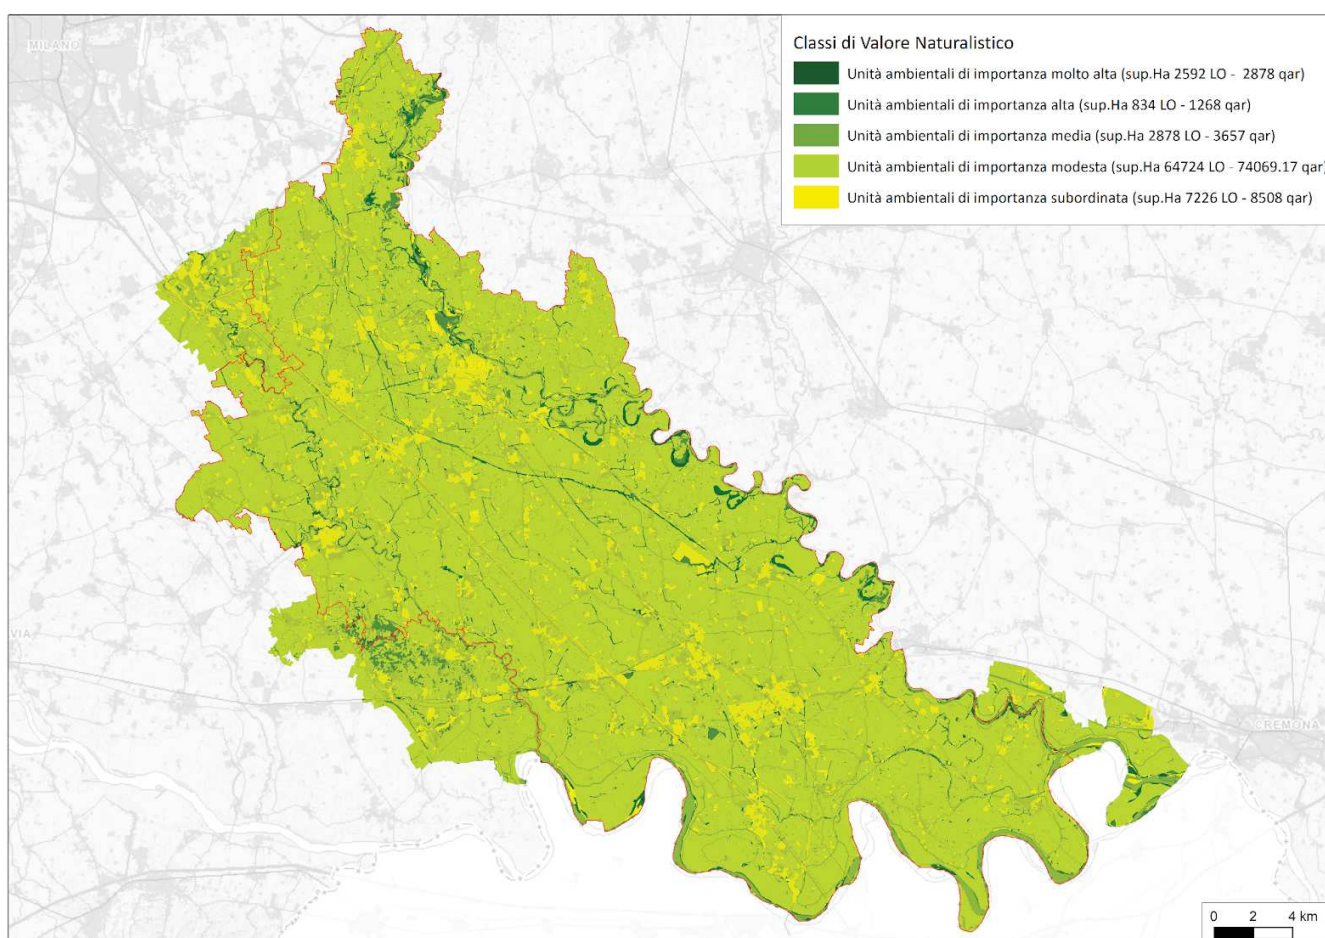 MILANO
Classi di Valore Naturalistico
Unità ambientali di importanza molto alta (sup.Ha 2592 LO - 2878 qar)
Unità ambientali di importanza alta (sup.Ha 834 LO - 1268 qar)
Unità ambientali di importanza media (sup.Ha 2878 LO - 3657 qar)
Unità ambientali di importanza modesta (sup.Ha 64724 LO - 74069.17 qar)
Unità ambientali di importanza subordinata (sup.Ha 7226 LO - 8508 qar)
VIA
CREMONA
0 2 4 km